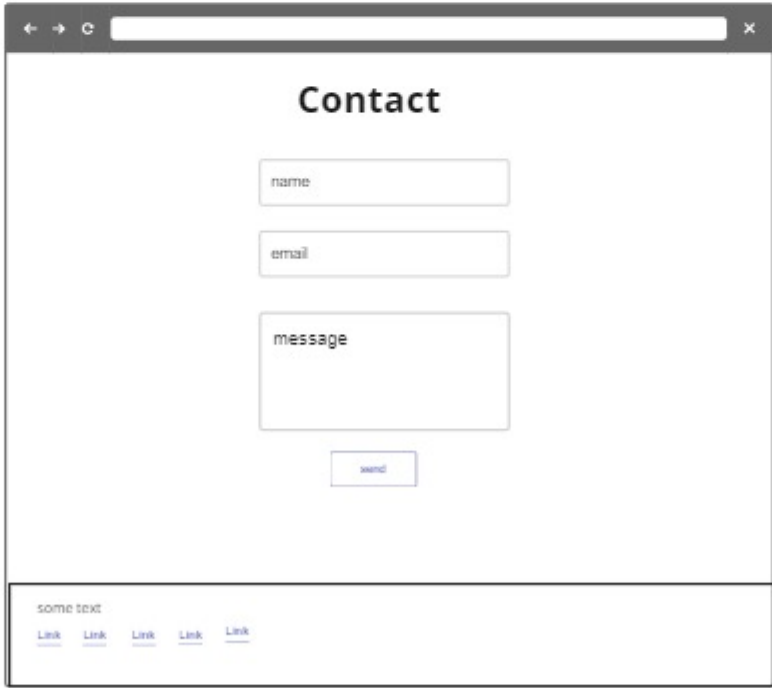 Contact
name
email
message
send
some text
Link Link Link Link Link